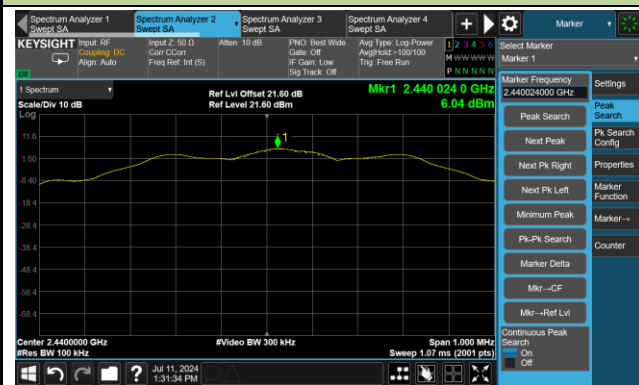 Spectrum Analyzer 1
Swept SA
Spectrum Analyzer 2
Swept SA
Spectrum Analyzer 3
Swept SA
Spectrum Analyzer 4
Swept SA
Marker
KEYSIGHT
Input: RF
Coupling: DC
Align: Auto
Input Z: 50 Ω
Corr CCorr
Freq Ref: Int (S)
Atten: 10 dB
PNO: Best Wide
Gate: Off
IF Gain: Low
Sig Track: Off
Avg Type: Log-Power
Avg|Hold:>100/100
Trig: Free Run
1 2 3 4 5 6
M W W W W W
P N N N N N
Select Marker
Marker 1
1 Spectrum
Scale/Div 10 dB
Log
Ref Lvl Offset 21.60 dB
Ref Level 21.60 dBm
Mkr1 2.440 024 0 GHz
6.04 dBm
1
11.6
1.60
-8.40
-18.4
-28.4
-38.4
-48.4
-58.4
-68.4
Center 2.4400000 GHz
#Res BW 100 kHz
#Video BW 300 kHz
Span 1.000 MHz
Sweep 1.07 ms (2001 pts)
Marker Frequency
2.440024000 GHz
Peak Search
Next Peak
Next Pk Right
Next Pk Left
Minimum Peak
Pk-Pk Search
Marker Delta
Mkr→CF
Mkr→Ref Lvl
Continuous Peak
Search
On
Off
Settings
Peak
Search
Pk Search
Config
Properties
Marker
Function
Marker→
Counter
Jul 11, 2024
1:31:34 PM